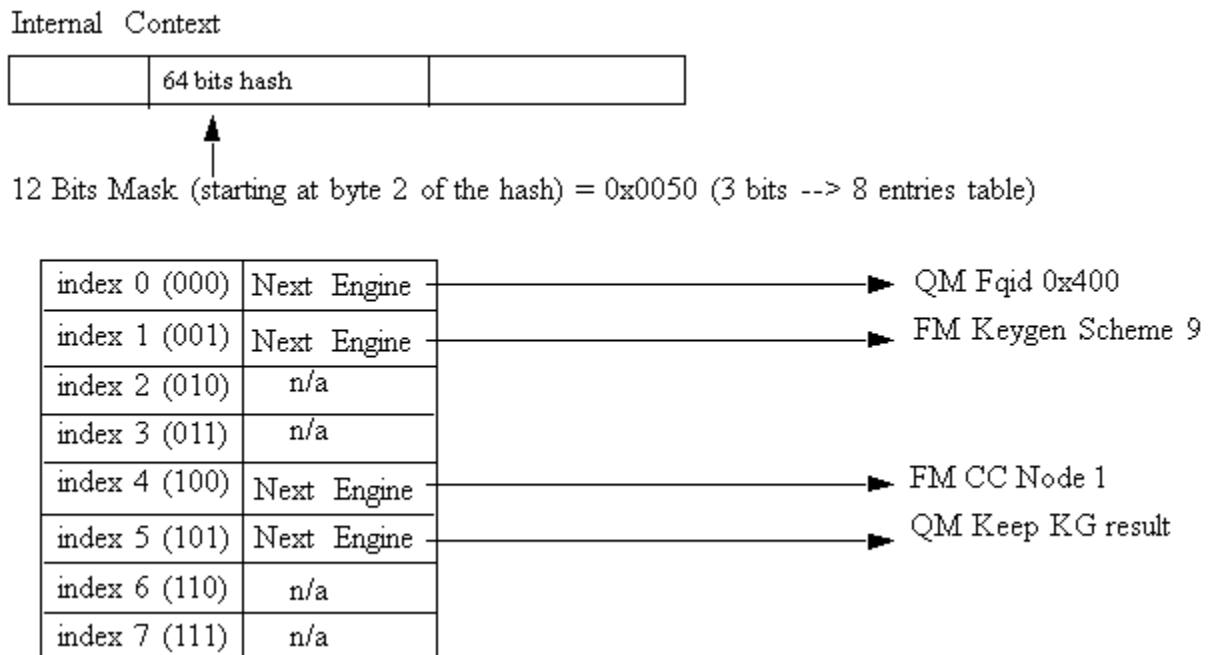 Internal Context
64 bits hash
12 Bits Mask (starting at byte 2 of the hash) = 0x0050 (3 bits --> 8 entries table)
index 0 (000) Next Engine QM Fqid 0x400
index 1 (001) Next Engine FM Keygen Scheme 9
index 2 (010) n/a
index 3 (011) n/a
index 4 (100) Next Engine FM CC Node 1
index 5 (101) Next Engine QM Keep KG result
index 6 (110) n/a
index 7 (111) n/a